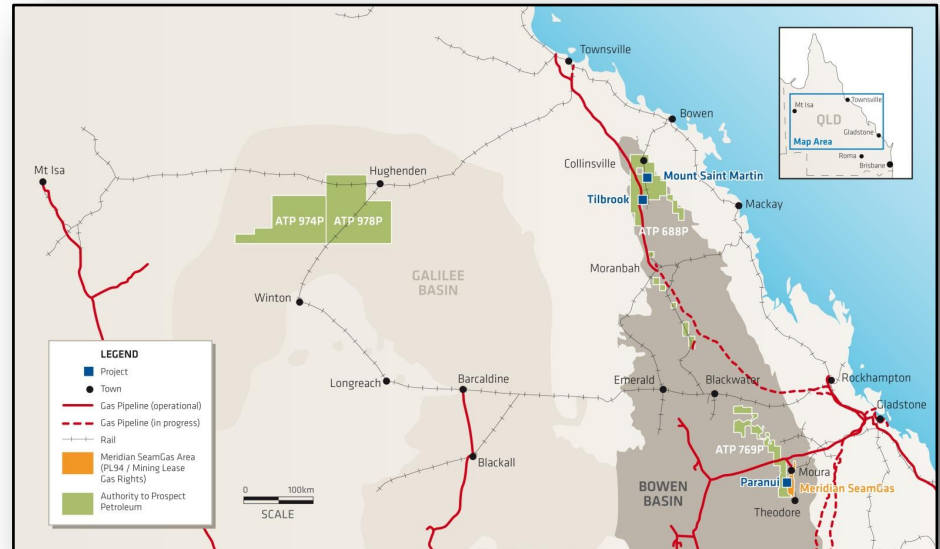 Townsville
Bowen
Collinsville
Mount Saint Martin
Tilbrook
Mackay
ATP 688P
Mt Isa
Hughenden
ATP 974P
ATP 978P
Moranbah
GALILEE
BASIN
Winton
Longreach
Barcaldine
Emerald
Blackwater
Rockhampton
Gladstone
ATP 769P
Blackall
Moura
Paranui
Meridian SeamGas
Theodore
BOWEN
BASIN
LEGEND
Project
Town
Gas Pipeline (operational)
Gas Pipeline (in progress)
Rail
Meridian SeamGas Area
(PL94 / Mining Lease
Gas Rights)
Authority to Prospect
Petroleum
0 100km
SCALE
Townsville
Mt Isa
QLD
Gladstone
Map Area
Roma
Brisbane